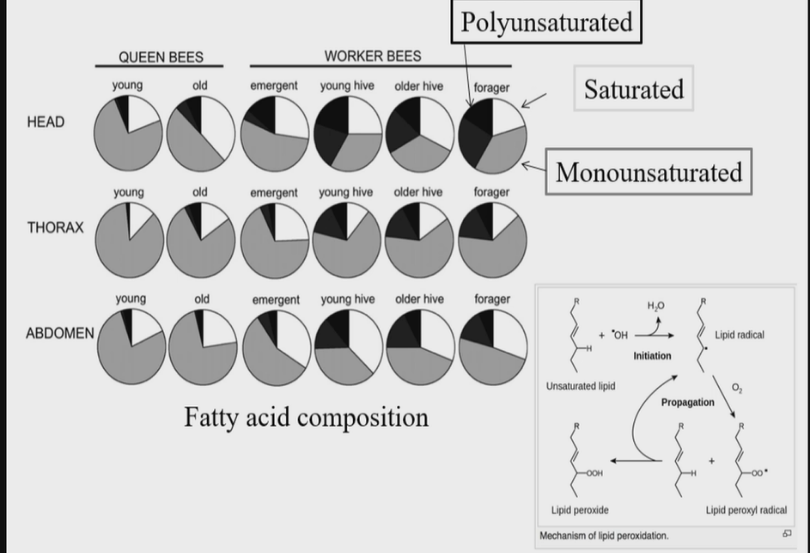 Polyunsaturated
QUEEN BEES WORKER BEES
young old emergent young hive older hive forager
Saturated
HEAD
Monounsaturated
young old emergent young hive older hive forager
THORAX
young old emergent young hive older hive forager
ABDOMEN
Fatty acid composition
R H₂O R
+ •OH Lipid radical
H
Initiation
Unsaturated lipid O₂
Propagation
R R R
+
OOH H OO•
Lipid peroxide Lipid peroxyl radical
Mechanism of lipid peroxidation.